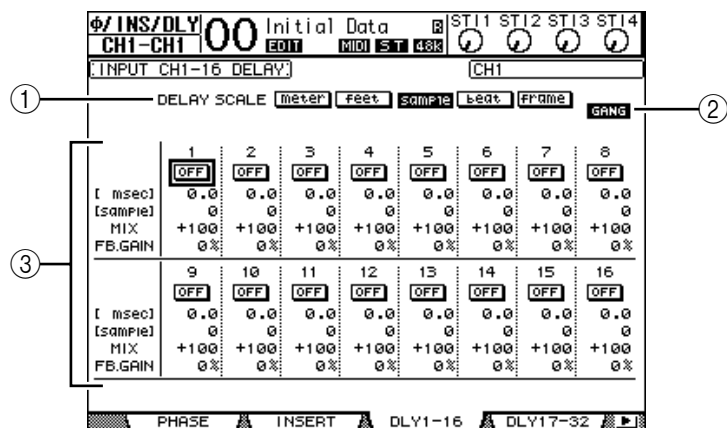 Φ/INS/DLY 00 Initial Data R ST11 ST12 ST13 ST14
CH1-CH1 EDIT MIDI ST 48k
INPUT CH1-16 DELAY CH1
① DELAY SCALE meter feet sample beat frame
GANG ②
1 2 3 4 5 6 7 8
OFF OFF OFF OFF OFF OFF OFF OFF
[ msec] 0.0 0.0 0.0 0.0 0.0 0.0 0.0 0.0
[sample] 0 0 0 0 0 0 0 0
MIX +100 +100 +100 +100 +100 +100 +100 +100
FB.GAIN 0% 0% 0% 0% 0% 0% 0% 0%
③
9 10 11 12 13 14 15 16
OFF OFF OFF OFF OFF OFF OFF OFF
[ msec] 0.0 0.0 0.0 0.0 0.0 0.0 0.0 0.0
[sample] 0 0 0 0 0 0 0 0
MIX +100 +100 +100 +100 +100 +100 +100 +100
FB.GAIN 0% 0% 0% 0% 0% 0% 0% 0%
PHASE INSERT DLY1-16 DLY17-32